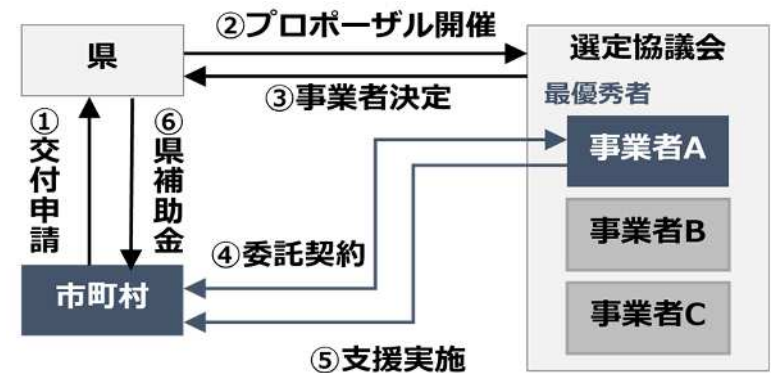 ②プロポーザル開催
県
選定協議会
③事業者決定
最優秀者
①交付申請
⑥県補助金
事業者A
事業者B
④委託契約
市町村
事業者C
⑤支援実施